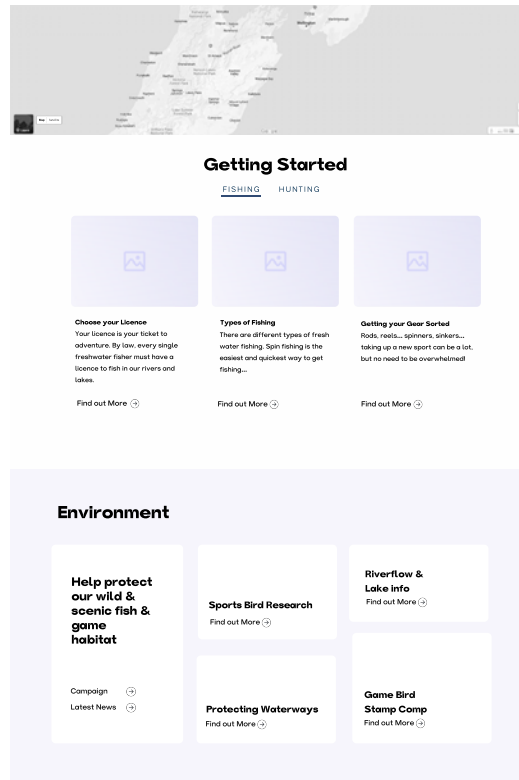 Getting Started
FISHING HUNTING
Choose your Licence
Your licence is your ticket to
adventure. By law, every single
freshwater fisher must have a
licence to fish in our rivers and
lakes.
Find out More
Types of Fishing
There are different types of fresh
water fishing. Spin fishing is the
easiest and quickest way to get
fishing...
Find out More
Getting your Gear Sorted
Rods, reels... spinners, sinkers...
taking up a new sport can be a lot,
but no need to be overwhelmed!
Find out More
Environment
Help protect
our wild &
scenic fish &
game
habitat
Campaign
Latest News
Sports Bird Research
Find out More
Protecting Waterways
Find out More
Riverflow &
Lake info
Find out More
Game Bird
Stamp Comp
Find out More